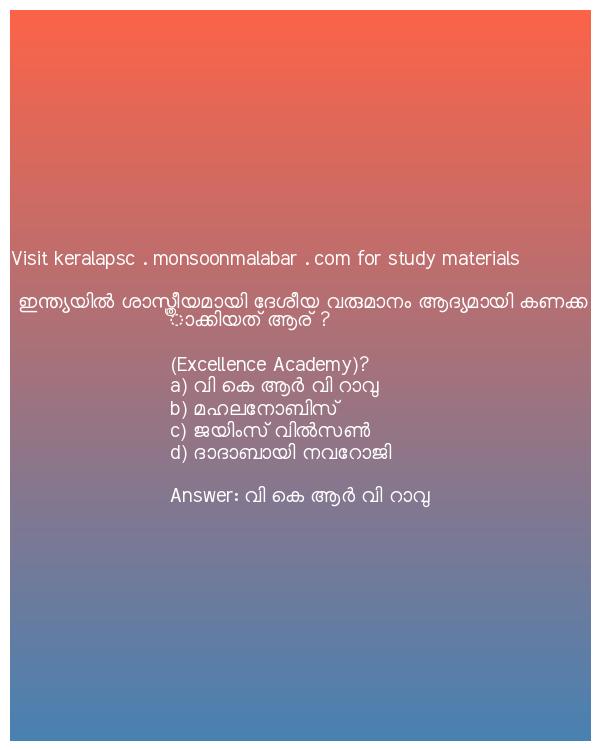 Visit keralapsc . monsoonmalabar . com for study materials
ഇന്ത്യയിൽ ശാസ്ത്രീയമായി ദേശീയ വരുമാനം ആദ്യമായി കണക്ക
ാക്കിയത് ആര് ?
(Excellence Academy)?
a) വി കെ ആർ വി റാവു
b) മഹലനോബിസ്
c) ജയിംസ് വിൽസൺ
d) ദാദാബായി നവറോജി
Answer: വി കെ ആർ വി റാവു